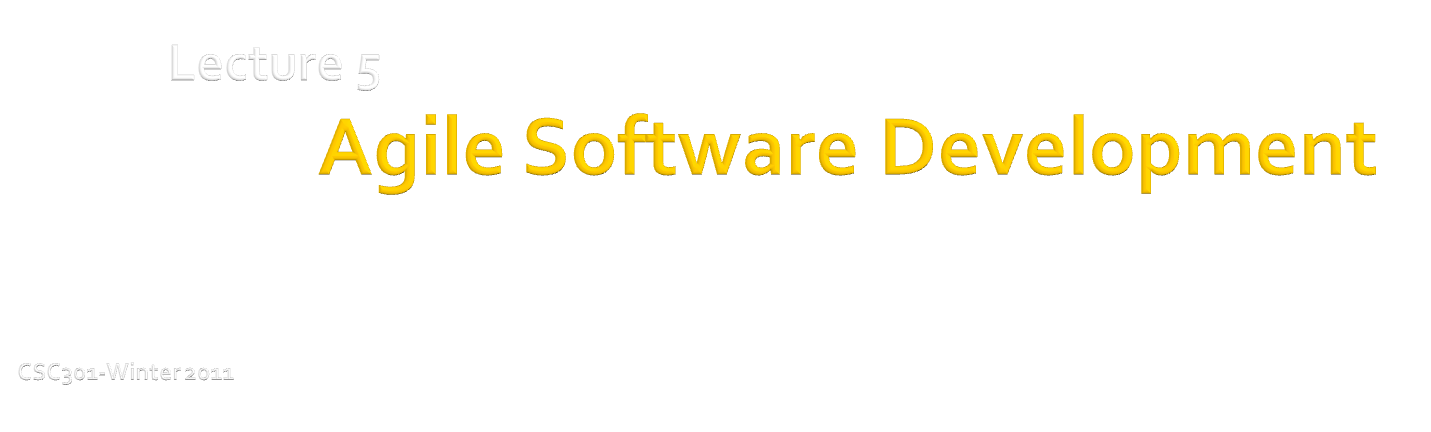 Lecture 5
Agile Software Development
CSC301-Winter 2011